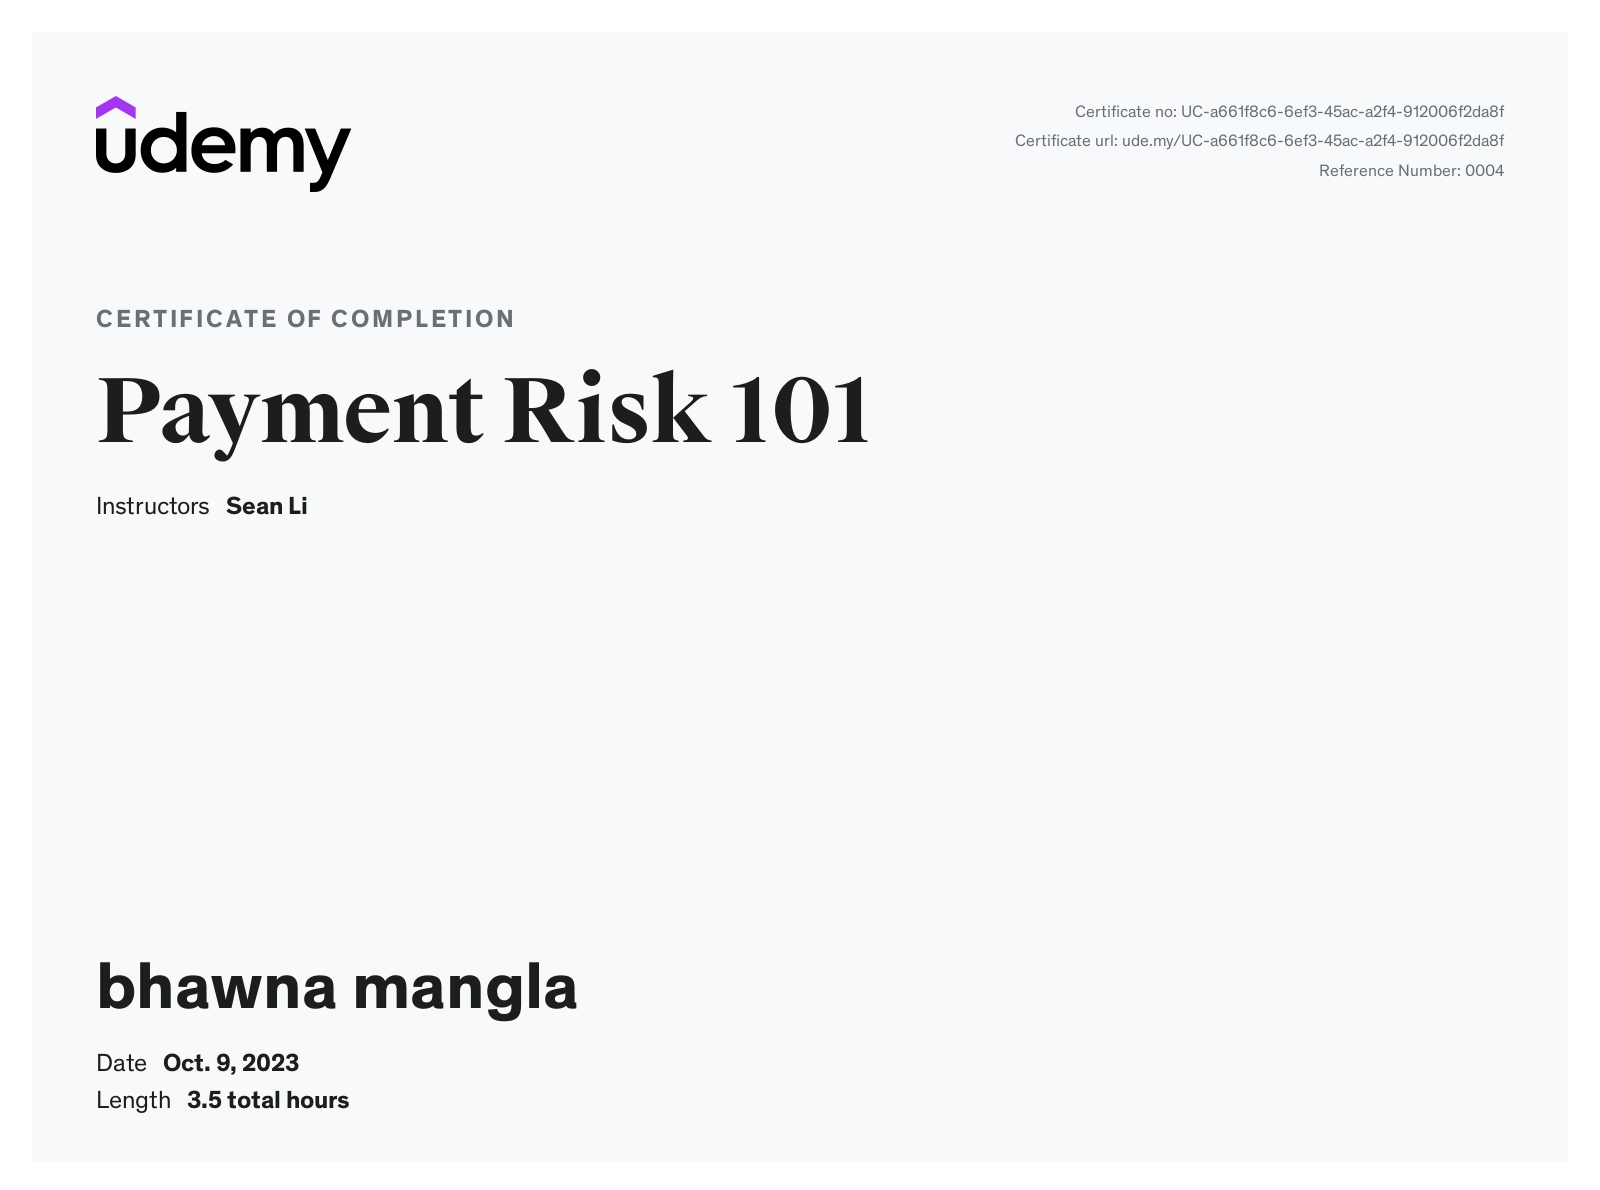 udemy
Certificate no: UC-a661f8c6-6ef3-45ac-a2f4-912006f2da8f
Certificate url: ude.my/UC-a661f8c6-6ef3-45ac-a2f4-912006f2da8f
Reference Number: 0004
CERTIFICATE OF COMPLETION
Payment Risk 101
Instructors Sean Li
bhawna mangla
Date Oct. 9, 2023
Length 3.5 total hours